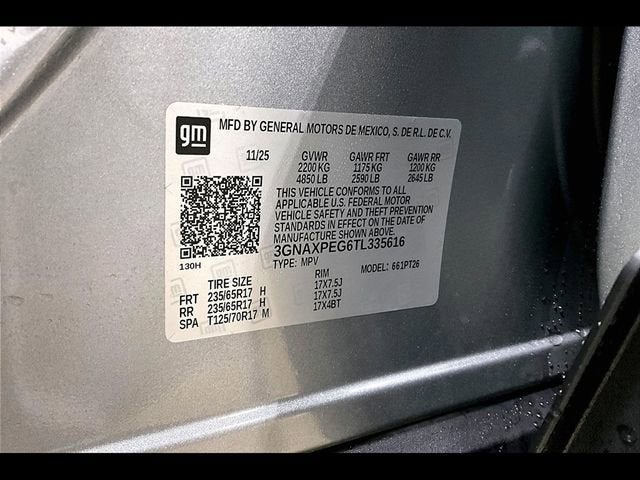 gm
MFD BY GENERAL MOTORS DE MEXICO, S. DE R.L. DE C.V.
11/25 GVWR GAWR FRT GAWR RR
2200 KG 1175 KG 1200 KG
4850 LB 2590 LB 2645 LB
THIS VEHICLE CONFORMS TO ALL
APPLICABLE U.S. FEDERAL MOTOR
VEHICLE SAFETY AND THEFT PREVENTION
STANDARDS IN EFFECT ON THE DATE OF
MANUFACTURE SHOWN ABOVE.
3GNAXPEG6TL335616
130H
TYPE: MPV MODEL: 661PT26
TIRE SIZE RIM
FRT 235/65R17 H 17X7.5J
RR 235/65R17 H 17X7.5J
SPA T125/70R17 M 17X4BT